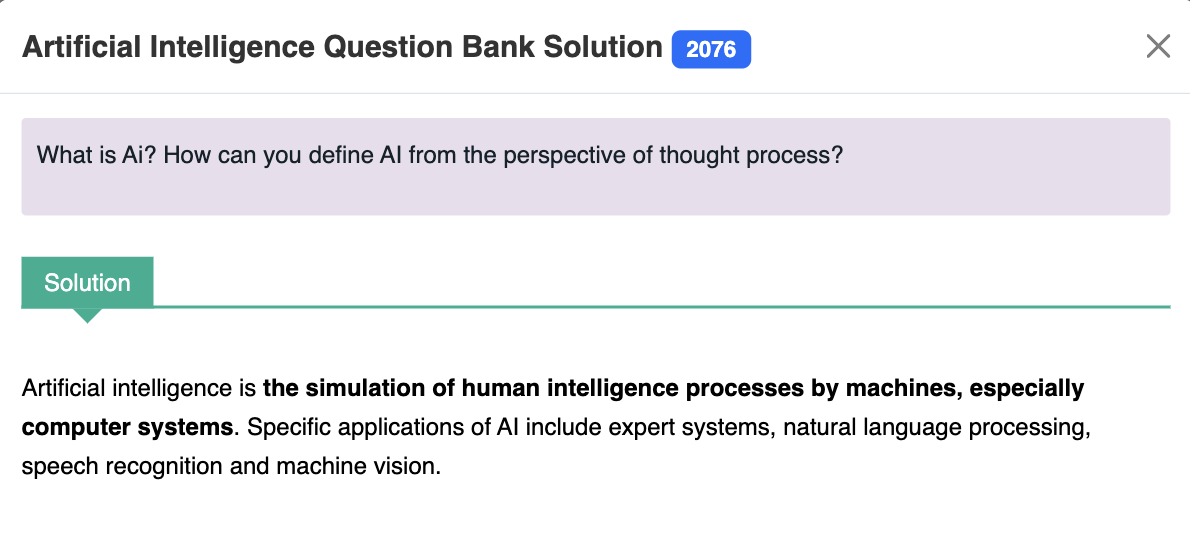 Artificial Intelligence Question Bank Solution 2076
What is Ai? How can you define AI from the perspective of thought process?
Solution
Artificial intelligence is the simulation of human intelligence processes by machines, especially
computer systems. Specific applications of AI include expert systems, natural language processing,
speech recognition and machine vision.